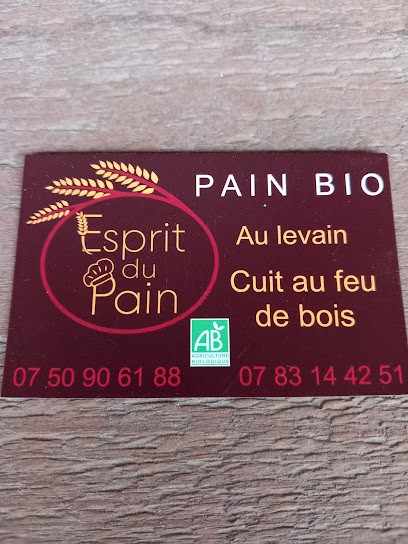 PAIN BIO
Esprit
du
Pain
Au levain
Cuit au feu
de bois
AB
AGRICULTURE
BIOLOGIQUE
07 50 90 61 88
07 83 14 42 51